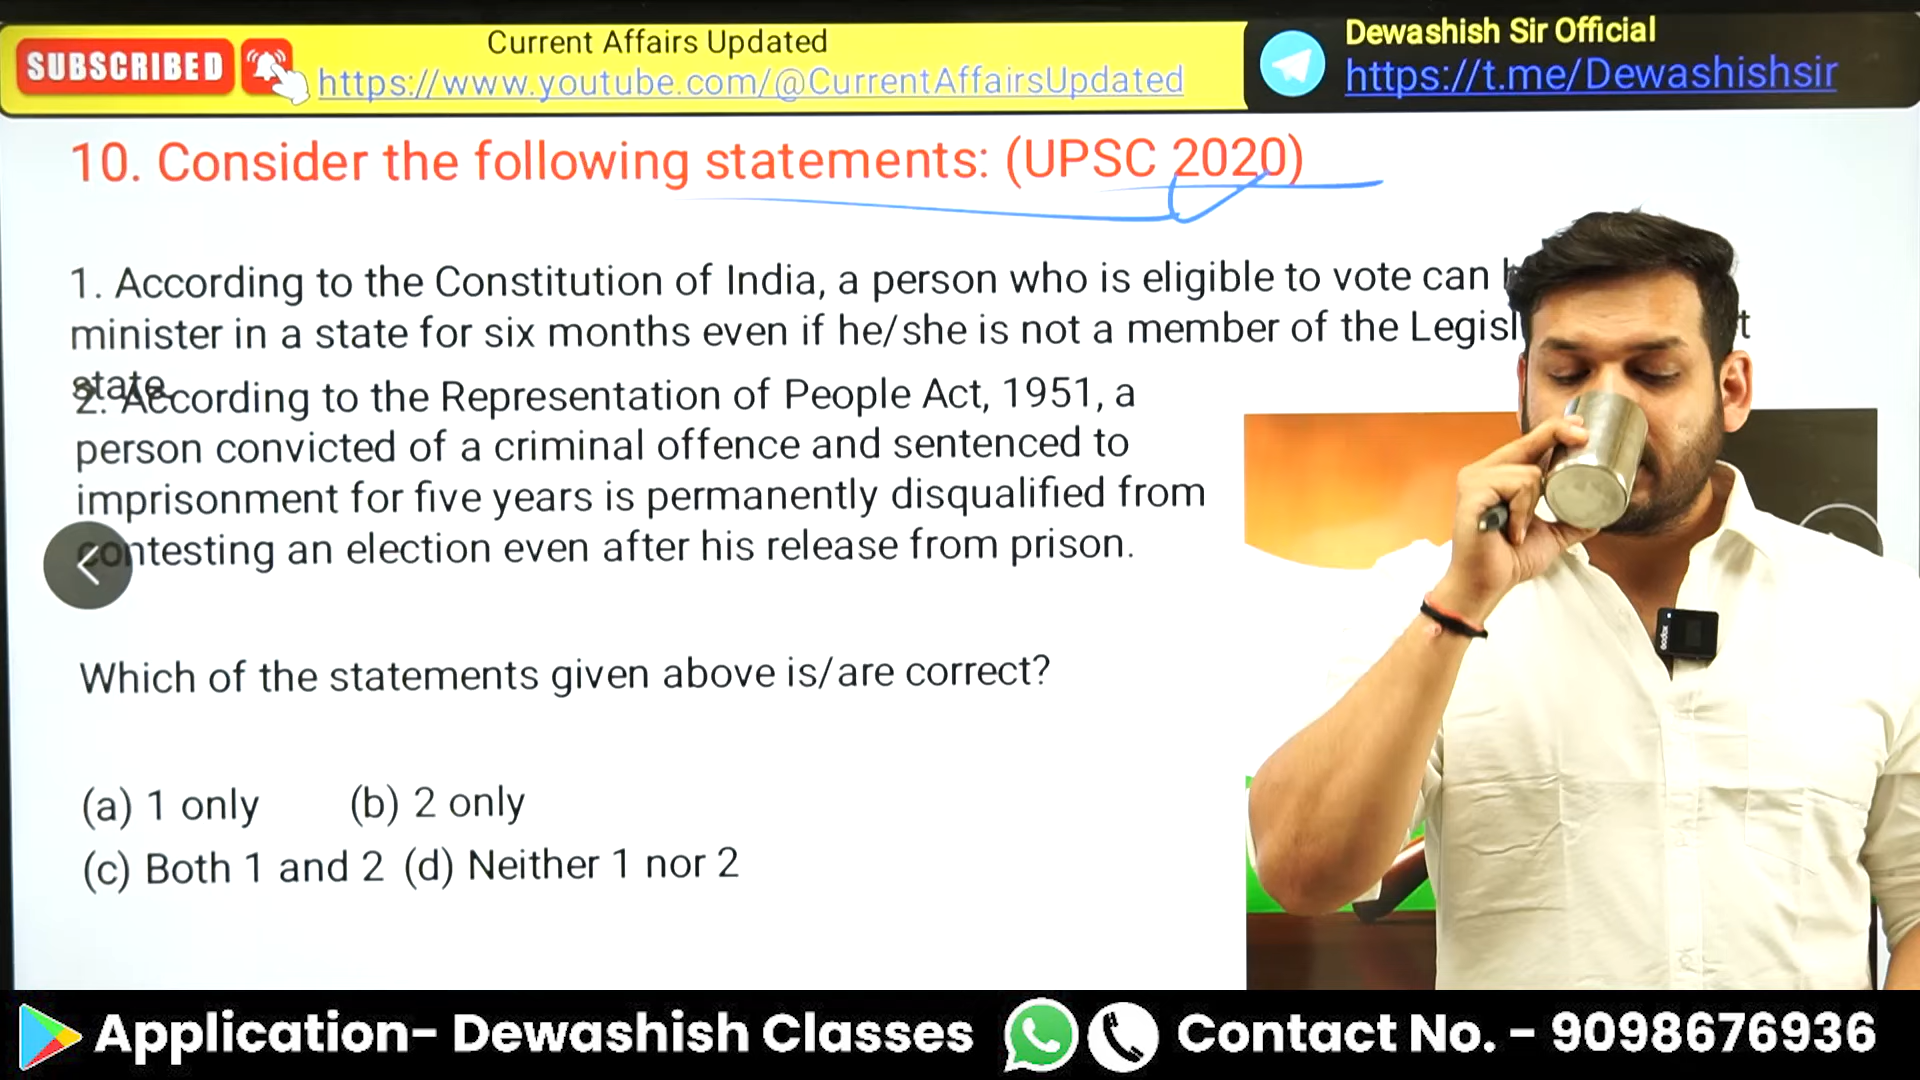 SUBSCRIBED
Current Affairs Updated
https://www.youtube.com/@CurrentAffairsUpdated
Dewashish Sir Official
https://t.me/Dewashishsir
10. Consider the following statements: (UPSC 2020)
1. According to the Constitution of India, a person who is eligible to vote can
minister in a state for six months even if he/she is not a member of the
state.
2. According to the Representation of People Act, 1951, a
person convicted of a criminal offence and sentenced to
imprisonment for five years is permanently disqualified from
contesting an election even after his release from prison.
Which of the statements given above is/are correct?
(a) 1 only (b) 2 only
(c) Both 1 and 2 (d) Neither 1 nor 2
Godox
Application- Dewashish Classes
Contact No. - 9098676936